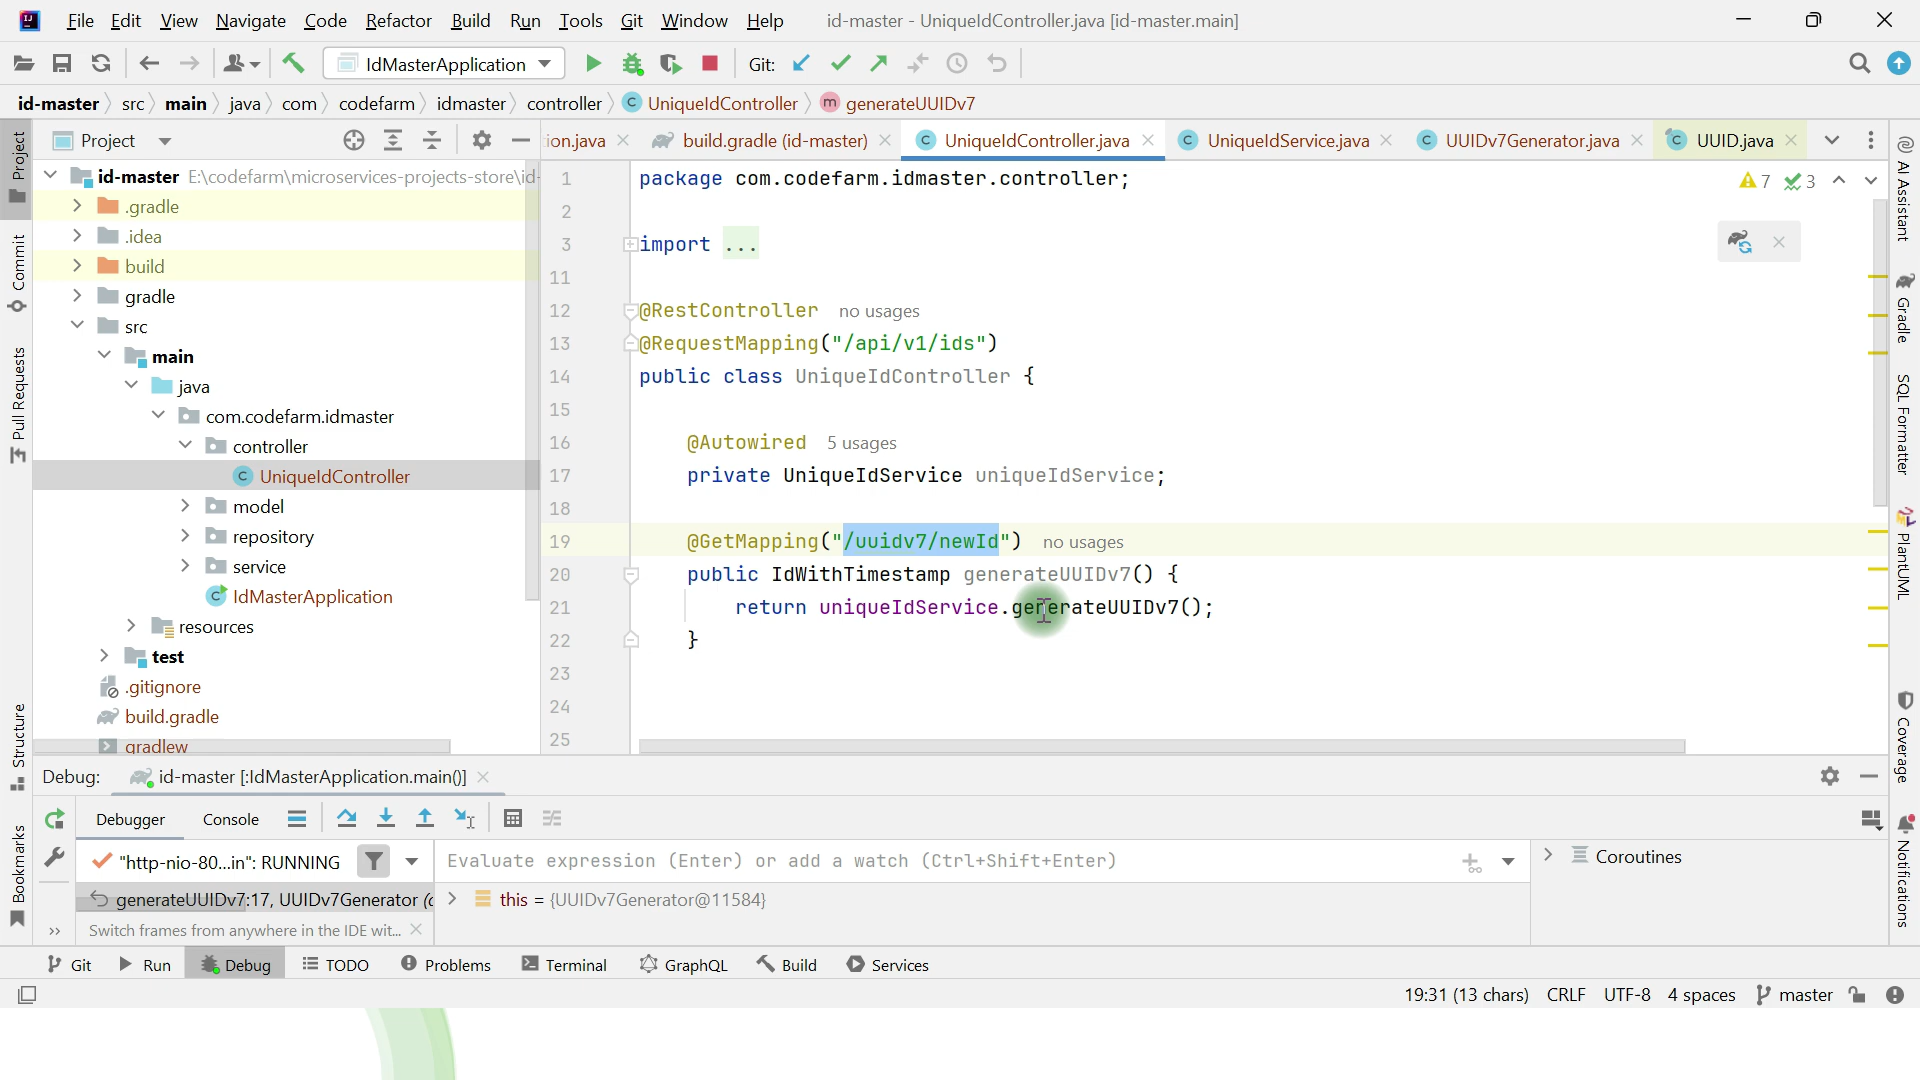 File Edit View Navigate Code Refactor Build Run Tools Git Window Help id-master - UniqueIdController.java [id-master.main]
IdMasterApplication Git:
id-master src main java com codefarm idmaster controller UniqueIdController generateUUIDv7
Project
ion.java build.gradle (id-master) UniqueIdController.java UniqueIdService.java UUIDv7Generator.java UUID.java
id-master E:\codefarm\microservices-projects-store\id-
.gradle
.idea
build
gradle
src
main
java
com.codefarm.idmaster
controller
UniqueIdController
model
repository
service
IdMasterApplication
resources
test
.gitignore
build.gradle
gradlew
7 3
1 package com.codefarm.idmaster.controller;
2
3 import ...
11
12 @RestController no usages
13 @RequestMapping("/api/v1/ids")
14 public class UniqueIdController {
15
16 @Autowired 5 usages
17 private UniqueIdService uniqueIdService;
18
19 @GetMapping("/uuidv7/newId") no usages
20 public IdWithTimestamp generateUUIDv7() {
21 return uniqueIdService.generateUUIDv7();
22 }
23
24
25
Project
Commit
Pull Requests
Structure
Bookmarks
AI Assistant
Gradle
SQL Formatter
PlantUML
Coverage
Notifications
Debug: id-master [:IdMasterApplication.main()]
Debugger Console
"http-nio-80...in": RUNNING Evaluate expression (Enter) or add a watch (Ctrl+Shift+Enter) Coroutines
generateUUIDv7:17, UUIDv7Generator (c this = {UUIDv7Generator@11584}
Switch frames from anywhere in the IDE wit...
Git Run Debug TODO Problems Terminal GraphQL Build Services
19:31 (13 chars) CRLF UTF-8 4 spaces master